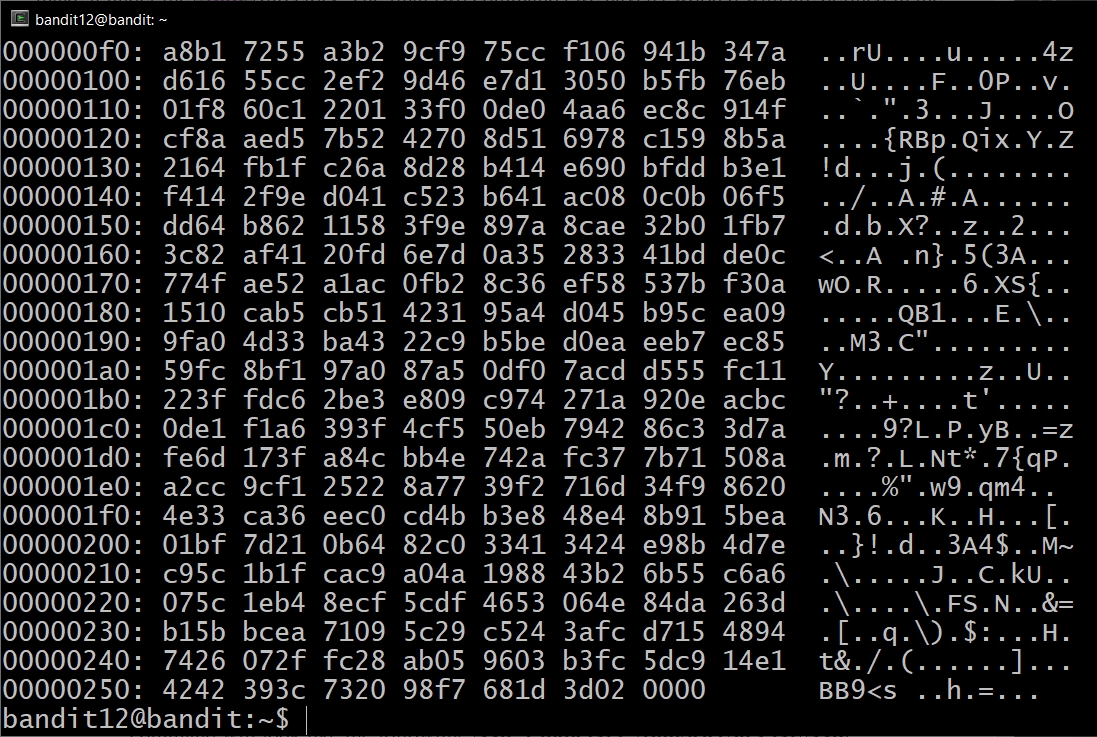 bandit12@bandit: ~
000000f0: a8b1 7255 a3b2 9cf9 75cc f106 941b 347a  ..rU....u.....4z
00000100: d616 55cc 2ef2 9d46 e7d1 3050 b5fb 76eb  ..U....F..0P..v.
00000110: 01f8 60c1 2201 33f0 0de4 4aa6 ec8c 914f  ..`.".3...J....O
00000120: cf8a aed5 7b52 4270 8d51 6978 c159 8b5a  ....{RBp.Qix.Y.Z
00000130: 2164 fb1f c26a 8d28 b414 e690 bfdd b3e1  !d...j.(........
00000140: f414 2f9e d041 c523 b641 ac08 0c0b 06f5  ../..A.#.A......
00000150: dd64 b862 1158 3f9e 897a 8cae 32b0 1fb7  .d.b.X?..z..2...
00000160: 3c82 af41 20fd 6e7d 0a35 2833 41bd de0c  <..A .n}.5(3A...
00000170: 774f ae52 a1ac 0fb2 8c36 ef58 537b f30a  wO.R.....6.XS{..
00000180: 1510 cab5 cb51 4231 95a4 d045 b95c ea09  .....QB1...E.\..
00000190: 9fa0 4d33 ba43 22c9 b5be d0ea eeb7 ec85  ..M3.C".........
000001a0: 59fc 8bf1 97a0 87a5 0df0 7acd d555 fc11  Y.........z..U..
000001b0: 223f fdc6 2be3 e809 c974 271a 920e acbc  "?..+....t'.....
000001c0: 0de1 f1a6 393f 4cf5 50eb 7942 86c3 3d7a  ....9?L.P.yB..=z
000001d0: fe6d 173f a84c bb4e 742a fc37 7b71 508a  .m.?.L.Nt*.7{qP.
000001e0: a2cc 9cf1 2522 8a77 39f2 716d 34f9 8620  ....%".w9.qm4..
000001f0: 4e33 ca36 eec0 cd4b b3e8 48e4 8b91 5bea  N3.6...K..H...[.
00000200: 01bf 7d21 0b64 82c0 3341 3424 e98b 4d7e  ..}!.d..3A4$..M~
00000210: c95c 1b1f cac9 a04a 1988 43b2 6b55 c6a6  .\.....J..C.kU..
00000220: 075c 1eb4 8ecf 5cdf 4653 064e 84da 263d  .\....\.FS.N..&=
00000230: b15b bcea 7109 5c29 c524 3afc d715 4894  .[..q.\).$:...H.
00000240: 7426 072f fc28 ab05 9603 b3fc 5dc9 14e1  t&./.(......]...
00000250: 4242 393c 7320 98f7 681d 3d02 0000       BB9<s ..h.=...
bandit12@bandit:~$